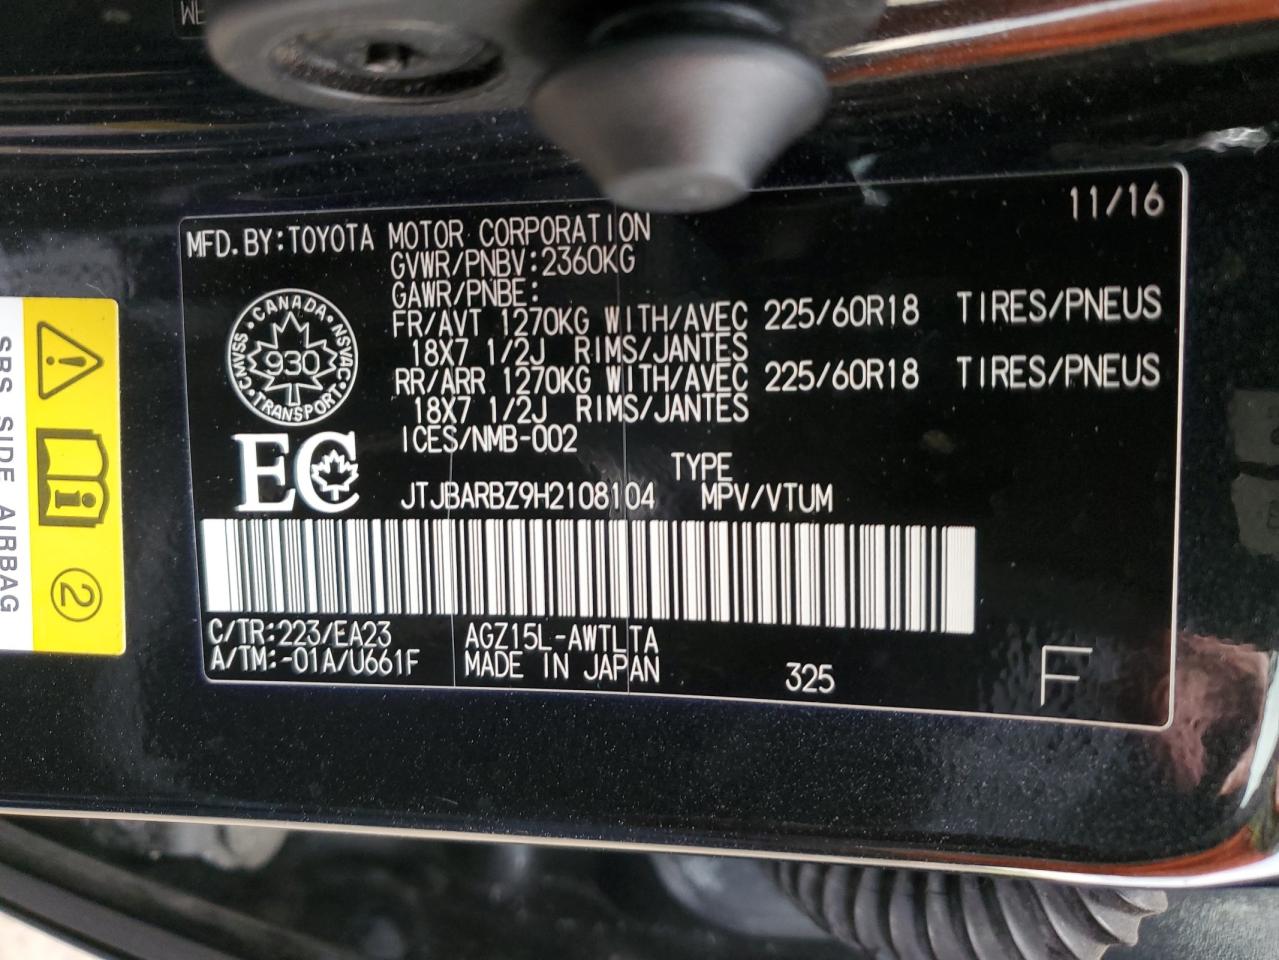 WE
11/16
MFD.BY:TOYOTA MOTOR CORPORATION
GVWR/PNBV:2360KG
GAWR/PNBE:
FR/AVT 1270KG WITH/AVEC 225/60R18 TIRES/PNEUS
18X7 1/2J RIMS/JANTES
RR/ARR 1270KG WITH/AVEC 225/60R18 TIRES/PNEUS
18X7 1/2J RIMS/JANTES
ICES/NMB-002
CANADA
CMVSS 930 NSVAC
TRANSPORT
EC
TYPE
JTJBARBZ9H2108104 MPV/VTUM
C/TR:223/EA23 AGZ15L-AWTLTA
A/TM:-01A/U661F MADE IN JAPAN 325 F
SRS SIDE AIRBAG
2